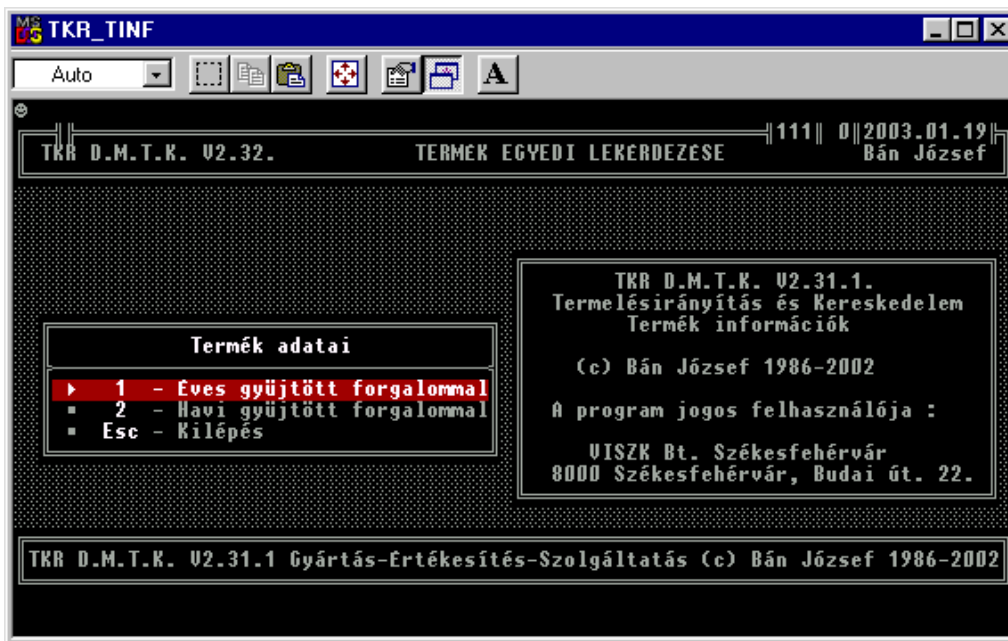 TKR_TINF
Auto
A
║111║ 0║2003.01.19
TKR D.M.T.K. V2.32. TERMÉK EGYEDI LEKÉRDEZÉSE Bán József
TKR D.M.T.K. V2.31.1.
Termelésirányítás és Kereskedelem
Termék információk
(c) Bán József 1986-2002
A program jogos felhasználója :
VISZK Bt. Székesfehérvár
8000 Székesfehérvár, Budai út. 22.
Termék adatai
1 - Éves gyüjtött forgalommal
2 - Havi gyüjtött forgalommal
Esc - Kilépés
TKR D.M.T.K. V2.31.1 Gyártás-Értékesítés-Szolgáltatás (c) Bán József 1986-2002